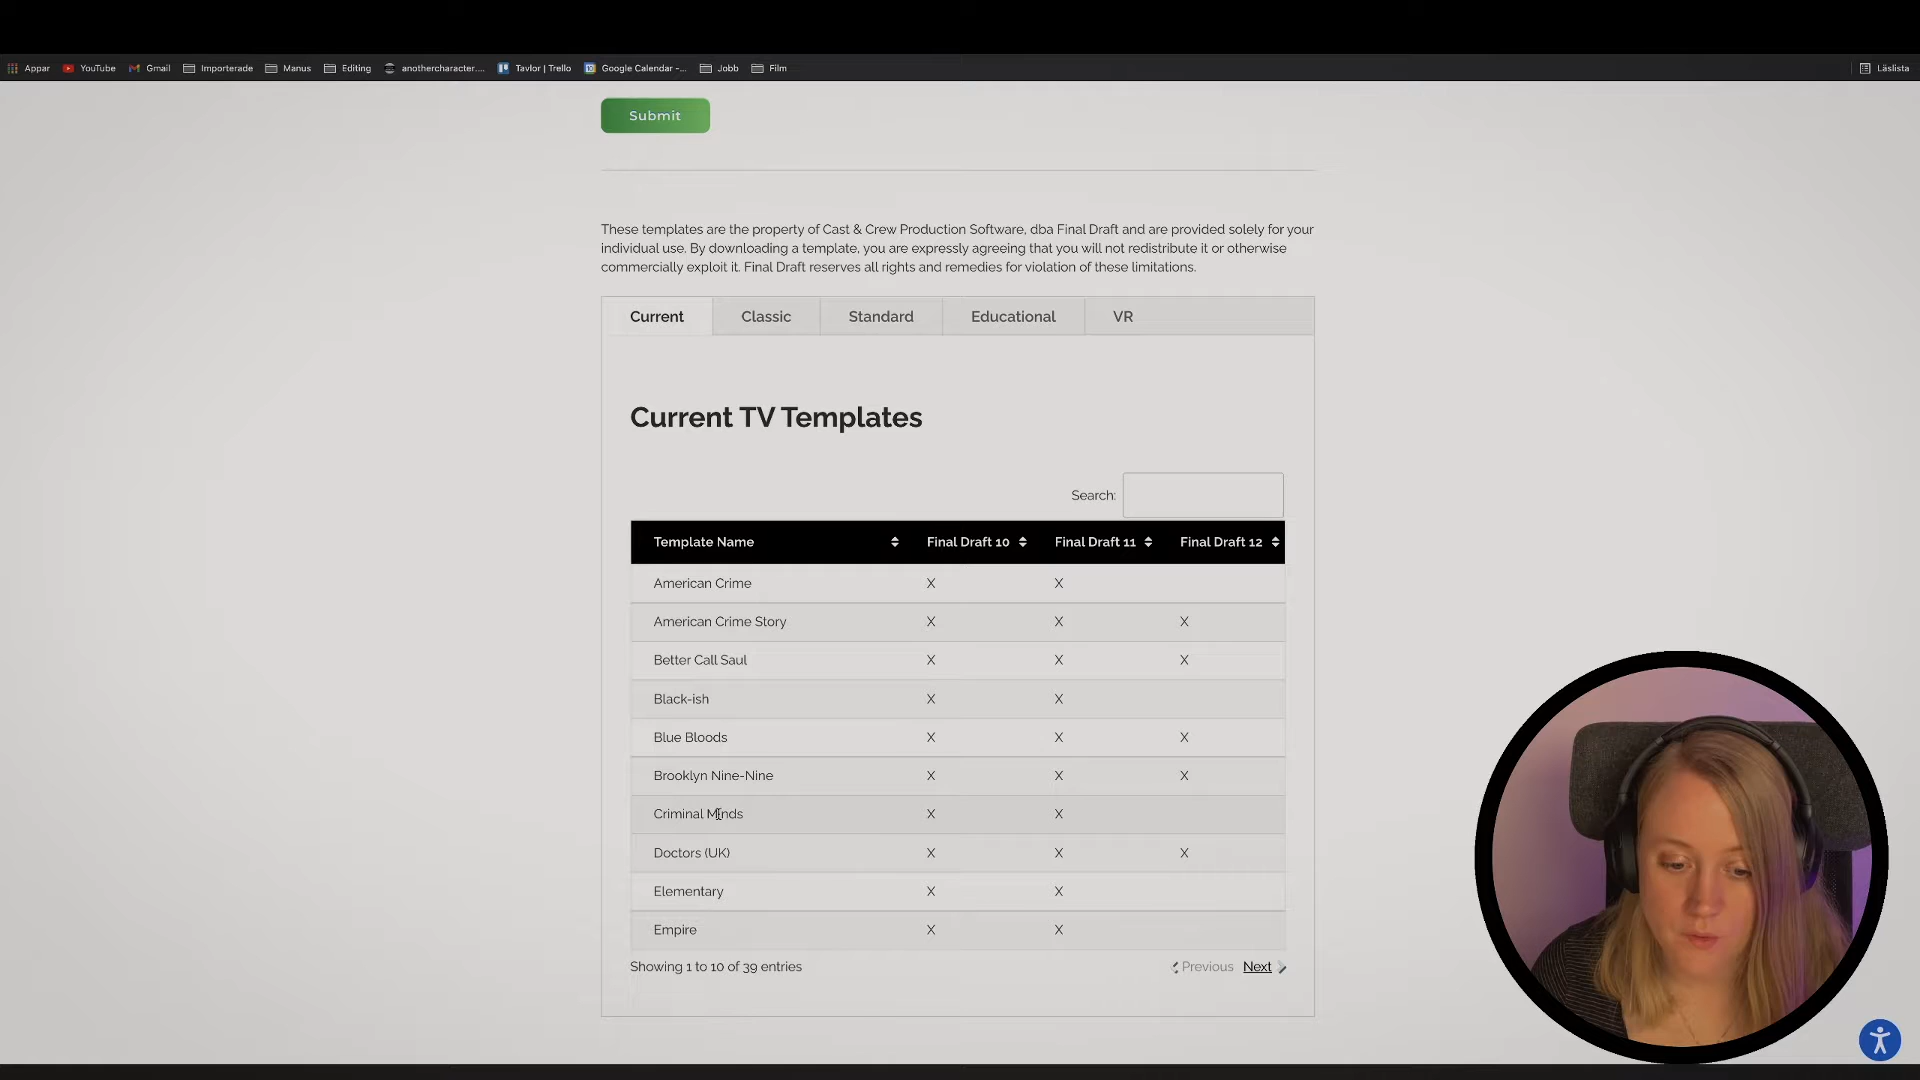 Appar YouTube Gmail Importerade Manus Editing anothercharacter.... Tavlor | Trello Google Calendar -... Jobb Film Läslista
Submit
These templates are the property of Cast & Crew Production Software, dba Final Draft and are provided solely for your
individual use. By downloading a template, you are expressly agreeing that you will not redistribute it or otherwise
commercially exploit it. Final Draft reserves all rights and remedies for violation of these limitations.
Current Classic Standard Educational VR
Current TV Templates
Search:
Template Name Final Draft 10 Final Draft 11 Final Draft 12
American Crime X X
American Crime Story X X X
Better Call Saul X X X
Black-ish X X
Blue Bloods X X X
Brooklyn Nine-Nine X X X
Criminal Minds X X
Doctors (UK) X X X
Elementary X X
Empire X X
Showing 1 to 10 of 39 entries Previous Next